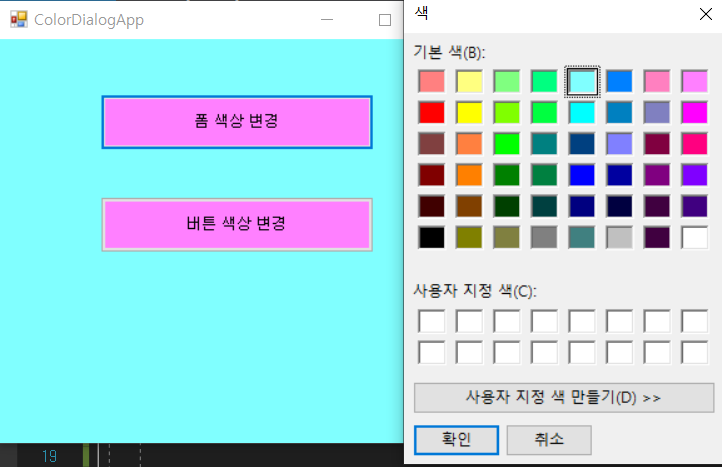 ColorDialogApp
폼 색상 변경
버튼 색상 변경
19
색
기본 색(B):
사용자 지정 색(C):
사용자 지정 색 만들기(D) >>
확인
취소